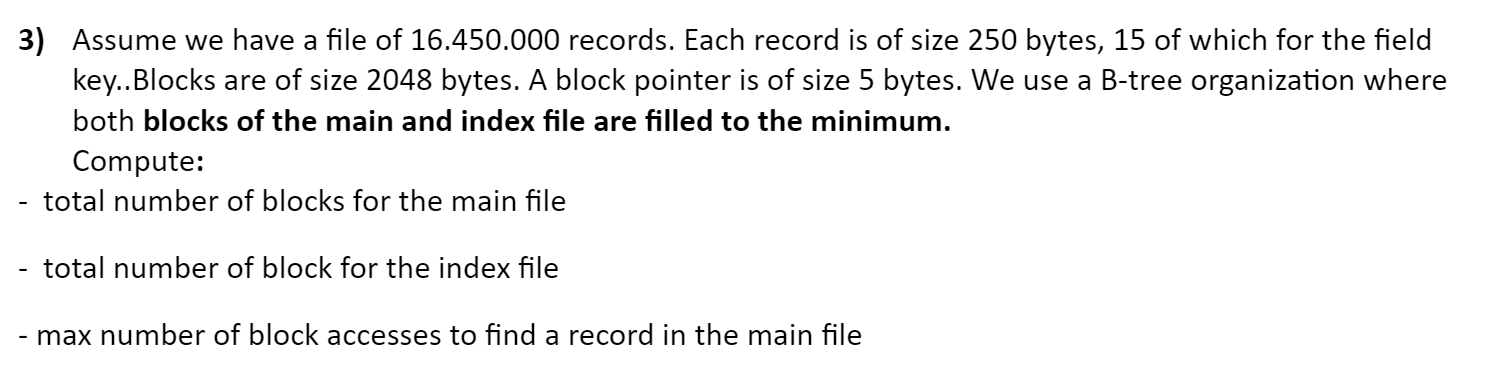 3) Assume we have a file of 16.450.000 records. Each record is of size 250 bytes, 15 of which for the field
key..Blocks are of size 2048 bytes. A block pointer is of size 5 bytes. We use a B-tree organization where
both blocks of the main and index file are filled to the minimum.
Compute:
- total number of blocks for the main file
- total number of block for the index file
- max number of block accesses to find a record in the main file